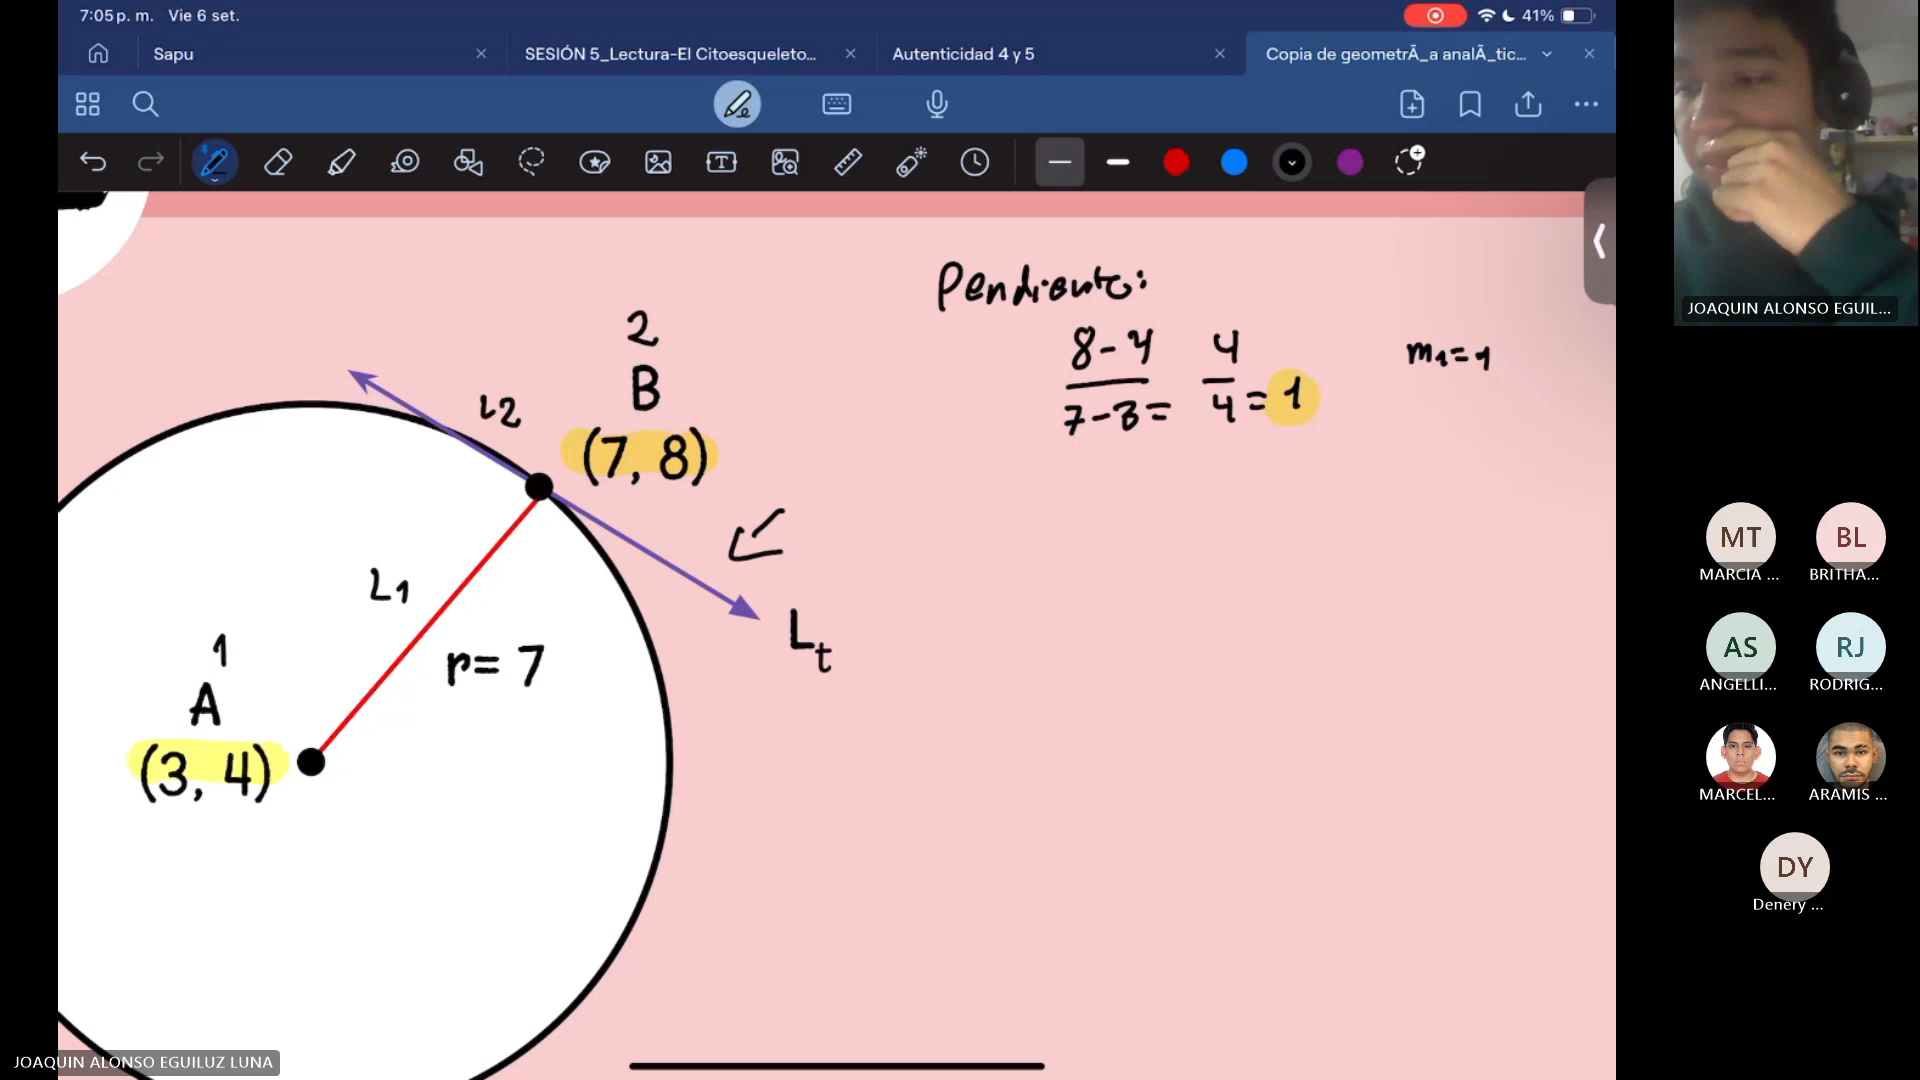 7:05 p. m. Vie 6 set.
41%
Sapu
SESIÓN 5_Lectura-El Citoesqueleto...
Autenticidad 4 y 5
Copia de geometrÃ_a analÃ_tic...
JOAQUIN ALONSO EGUIL...
Pendiente:
8-4
7-3=
4
4
=1
m1=1
2
B
(7, 8)
L2
L1
r= 7
Lt
1
A
(3, 4)
MT
MARCIA ...
BL
BRITHA...
AS
ANGELLI...
RJ
RODRIG...
MARCEL...
ARAMIS ...
DY
Denery ...
JOAQUIN ALONSO EGUILUZ LUNA